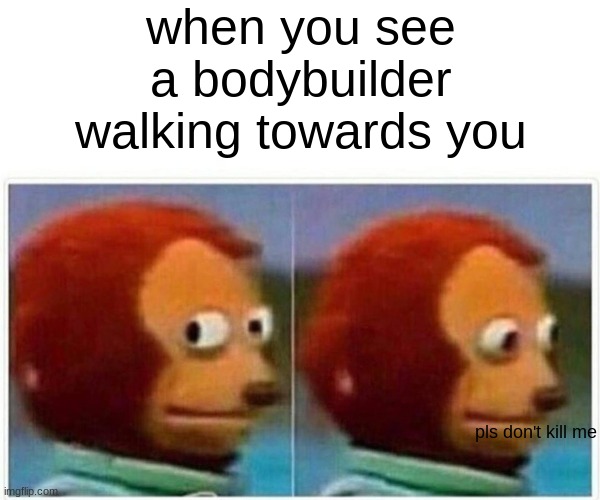 when you see
a bodybuilder
walking towards you
pls don't kill me
imgflip.com